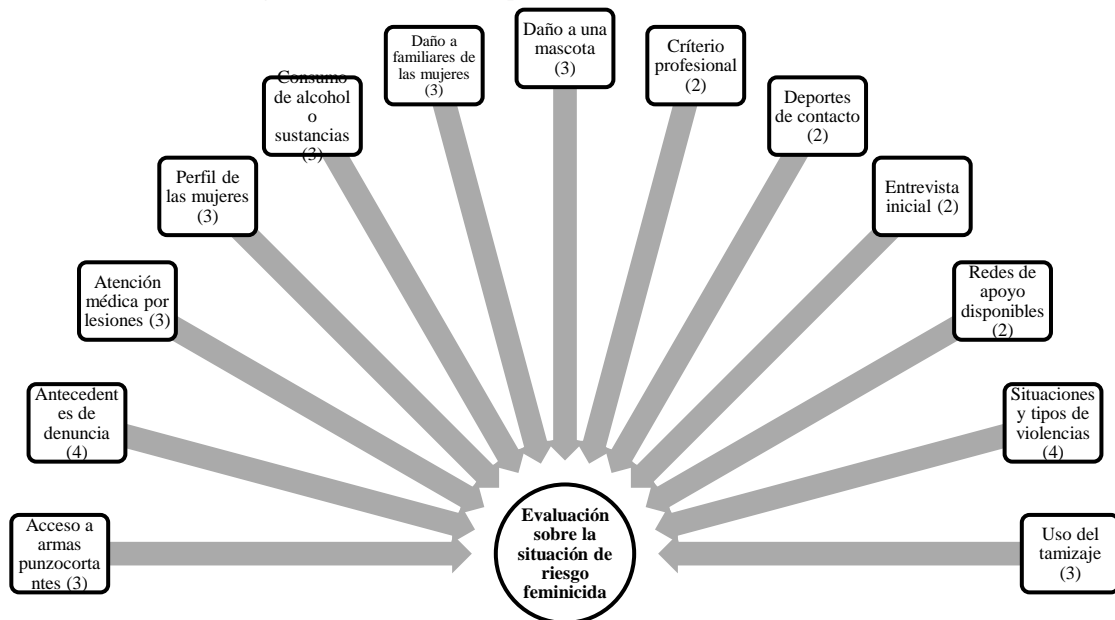 Daño a
familiares de
las mujeres
(3)
Daño a una
mascota
(3)
Críterio
profesional
(2)
Consumo
de alcohol
o
sustancias
(3)
Deportes
de contacto
(2)
Perfil de
las mujeres
(3)
Entrevista
inicial (2)
Atención
médica por
lesiones (3)
Redes de
apoyo
disponibles
(2)
Antecedent
es de
denuncia
(4)
Situaciones
y tipos de
violencias
(4)
Acceso a
armas
punzocorta
ntes (3)
Evaluación
sobre la
situación de
riesgo
feminicida
Uso del
tamizaje
(3)